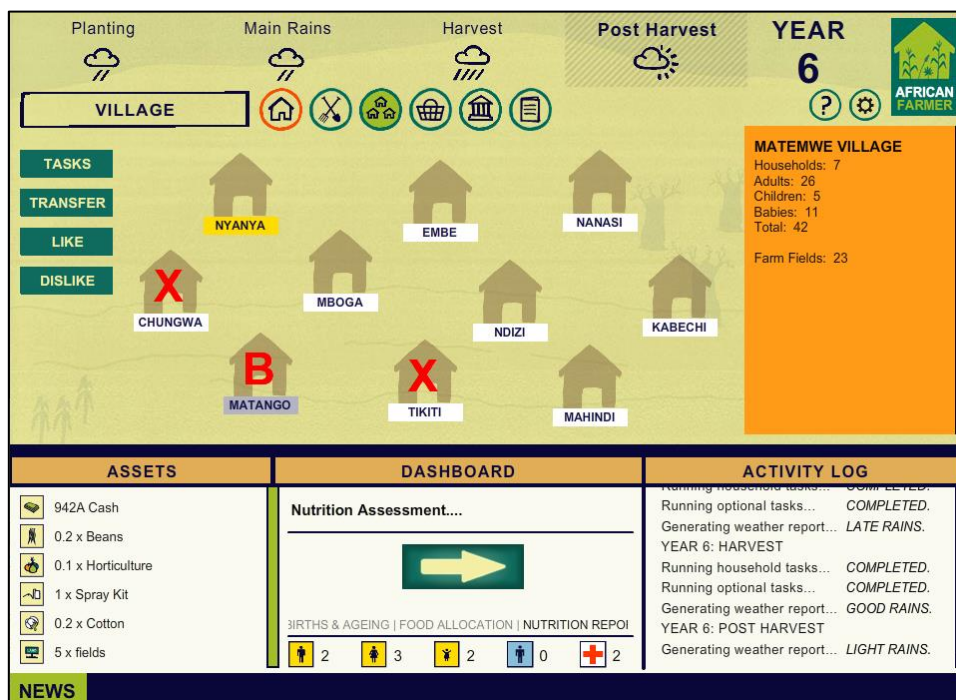 Planting
Main Rains
Harvest
Post Harvest
YEAR
6
AFRICAN
FARMER
?
VILLAGE
TASKS
TRANSFER
LIKE
DISLIKE
NYANYA
EMBE
NANASI
X
CHUNGWA
MBOGA
NDIZI
KABECHI
B
MATANGO
X
TIKITI
MAHINDI
MATEMWE VILLAGE
Households: 7
Adults: 26
Children: 5
Babies: 11
Total: 42
Farm Fields: 23
ASSETS
942A Cash
0.2 x Beans
0.1 x Horticulture
1 x Spray Kit
0.2 x Cotton
5 x fields
DASHBOARD
Nutrition Assessment....
BIRTHS & AGEING | FOOD ALLOCATION | NUTRITION REPOI
2 3 2 0 2
ACTIVITY LOG
Running household tasks... COMPLETED.
Running optional tasks... COMPLETED.
Generating weather report... LATE RAINS.
YEAR 6: HARVEST
Running household tasks... COMPLETED.
Running optional tasks... COMPLETED.
Generating weather report... GOOD RAINS.
YEAR 6: POST HARVEST
Generating weather report... LIGHT RAINS.
NEWS